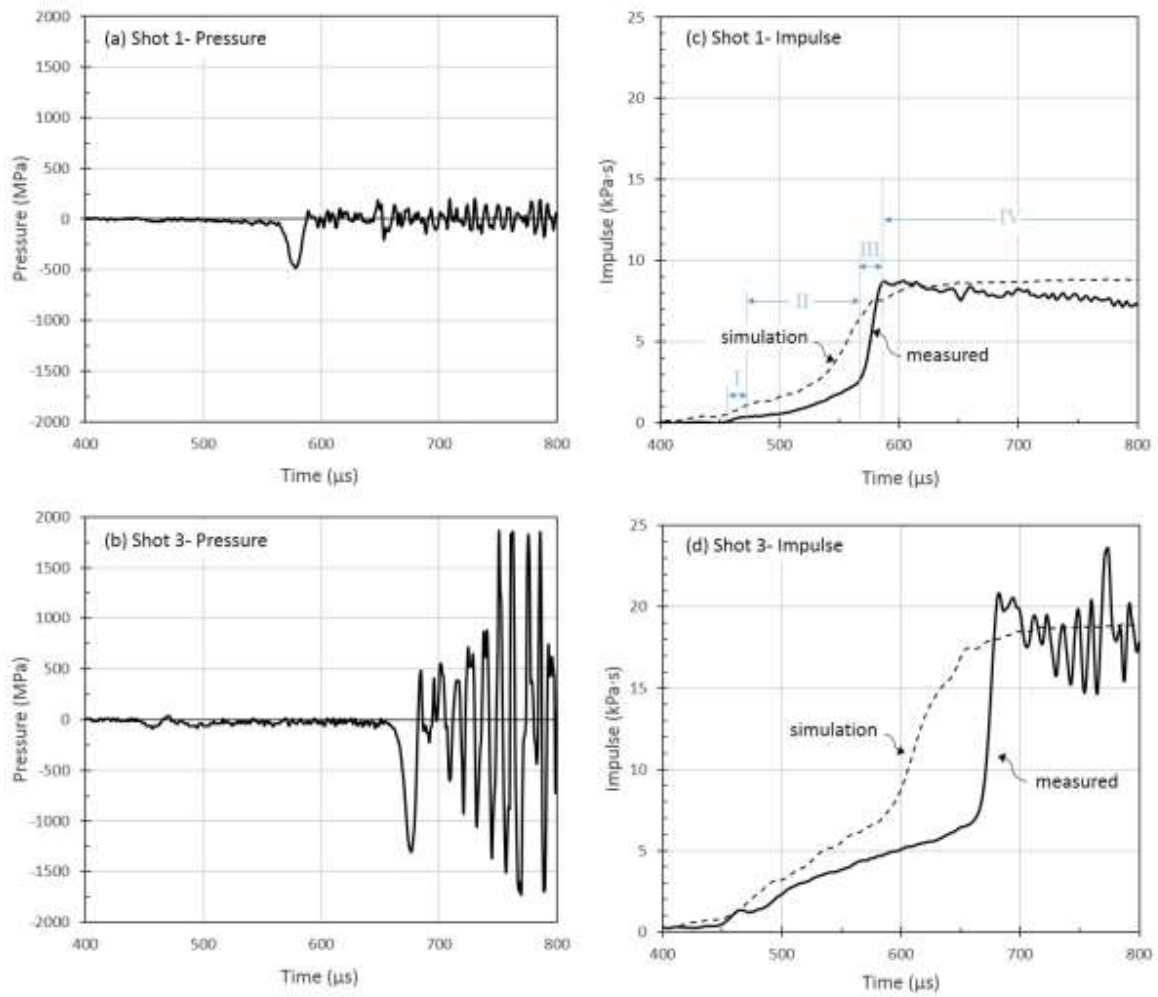 (a) Shot 1- Pressure
Pressure (MPa)
2000
1500
1000
500
0
-500
-1000
-1500
-2000
400 500 600 700 800
Time (μs)
(c) Shot 1- Impulse
Impulse (kPa·s)
25
20
15
10
5
0
I
II
III
IV
simulation
measured
400 500 600 700 800
Time (μs)
(b) Shot 3- Pressure
Pressure (MPa)
2000
1500
1000
500
0
-500
-1000
-1500
-2000
400 500 600 700 800
Time (μs)
(d) Shot 3- Impulse
Impulse (kPa·s)
25
20
15
10
5
0
simulation
measured
400 500 600 700 800
Time (μs)